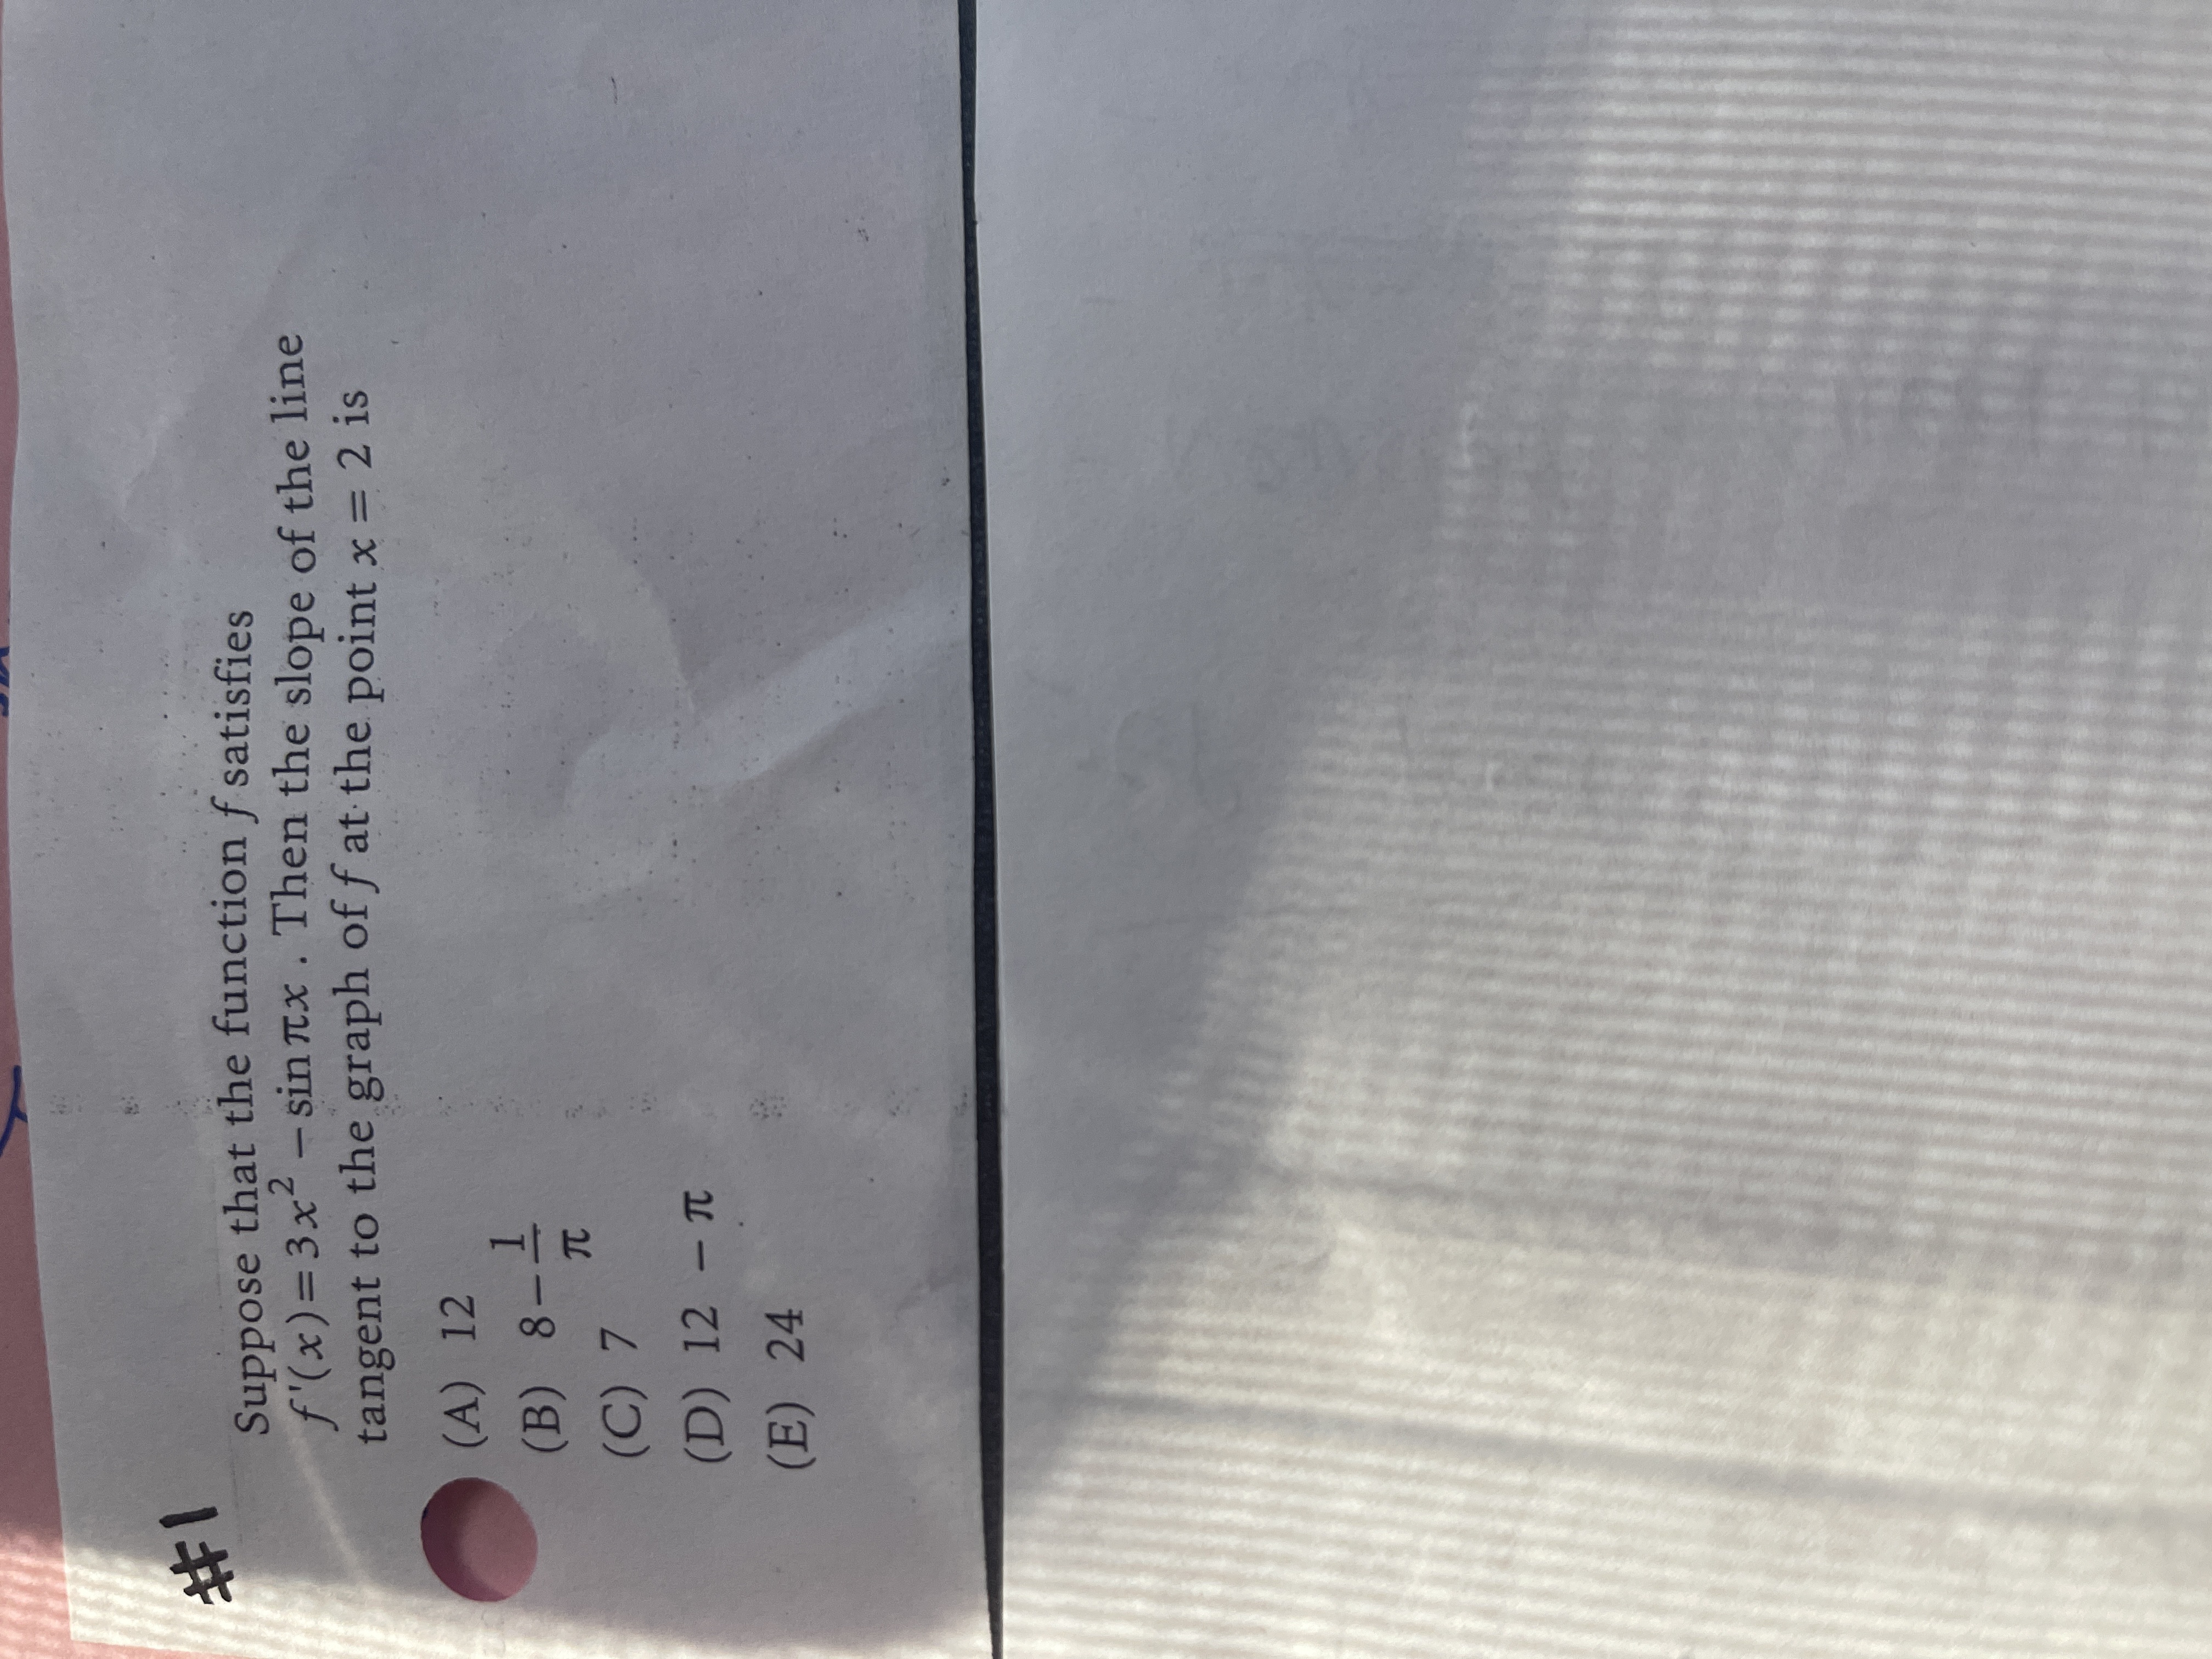 #1
Suppose that the function f satisfies
f'(x)=3x² − sin πx. Then the slope of the line
tangent to the graph of f at the point x = 2 is
(A) 12
(B) 8 − 1/π
(C) 7
(D) 12 − π
(E) 24